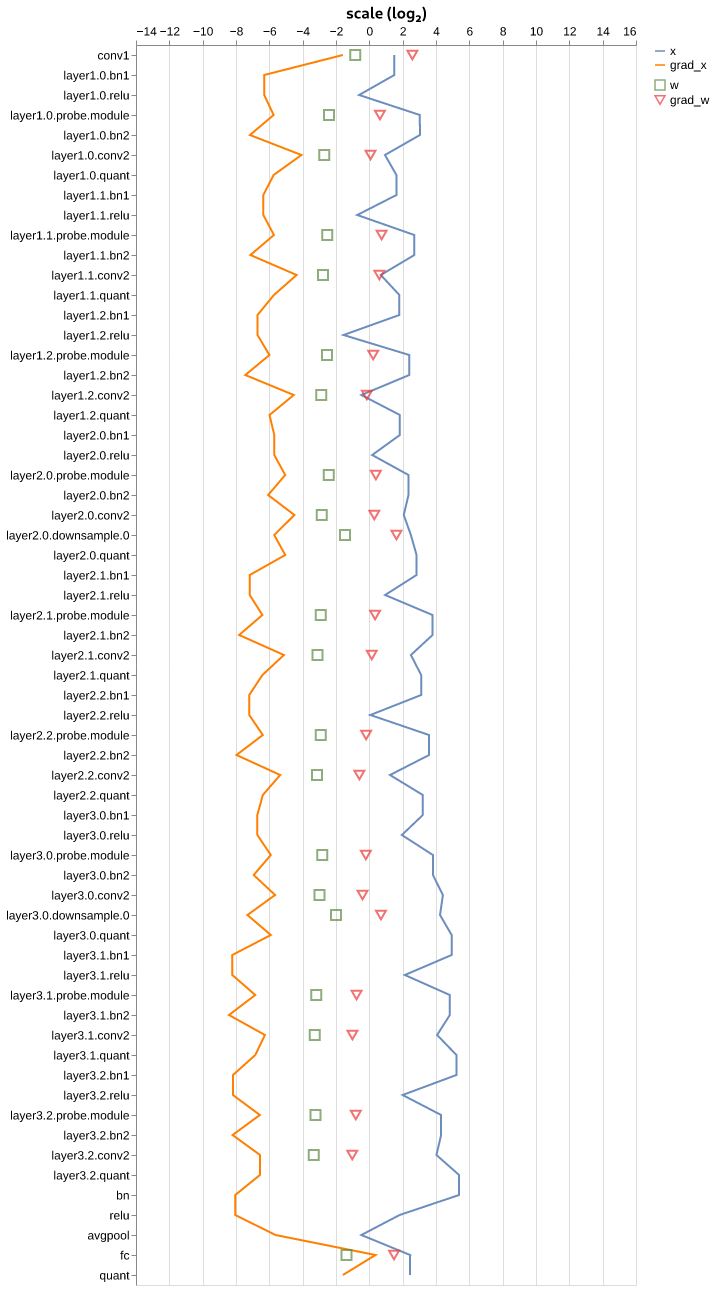 scale (log₂)
−14 −12 −10 −8 −6 −4 −2 0 2 4 6 8 10 12 14 16
x
grad_x
w
grad_w
conv1
layer1.0.bn1
layer1.0.relu
layer1.0.probe.module
layer1.0.bn2
layer1.0.conv2
layer1.0.quant
layer1.1.bn1
layer1.1.relu
layer1.1.probe.module
layer1.1.bn2
layer1.1.conv2
layer1.1.quant
layer1.2.bn1
layer1.2.relu
layer1.2.probe.module
layer1.2.bn2
layer1.2.conv2
layer1.2.quant
layer2.0.bn1
layer2.0.relu
layer2.0.probe.module
layer2.0.bn2
layer2.0.conv2
layer2.0.downsample.0
layer2.0.quant
layer2.1.bn1
layer2.1.relu
layer2.1.probe.module
layer2.1.bn2
layer2.1.conv2
layer2.1.quant
layer2.2.bn1
layer2.2.relu
layer2.2.probe.module
layer2.2.bn2
layer2.2.conv2
layer2.2.quant
layer3.0.bn1
layer3.0.relu
layer3.0.probe.module
layer3.0.bn2
layer3.0.conv2
layer3.0.downsample.0
layer3.0.quant
layer3.1.bn1
layer3.1.relu
layer3.1.probe.module
layer3.1.bn2
layer3.1.conv2
layer3.1.quant
layer3.2.bn1
layer3.2.relu
layer3.2.probe.module
layer3.2.bn2
layer3.2.conv2
layer3.2.quant
bn
relu
avgpool
fc
quant